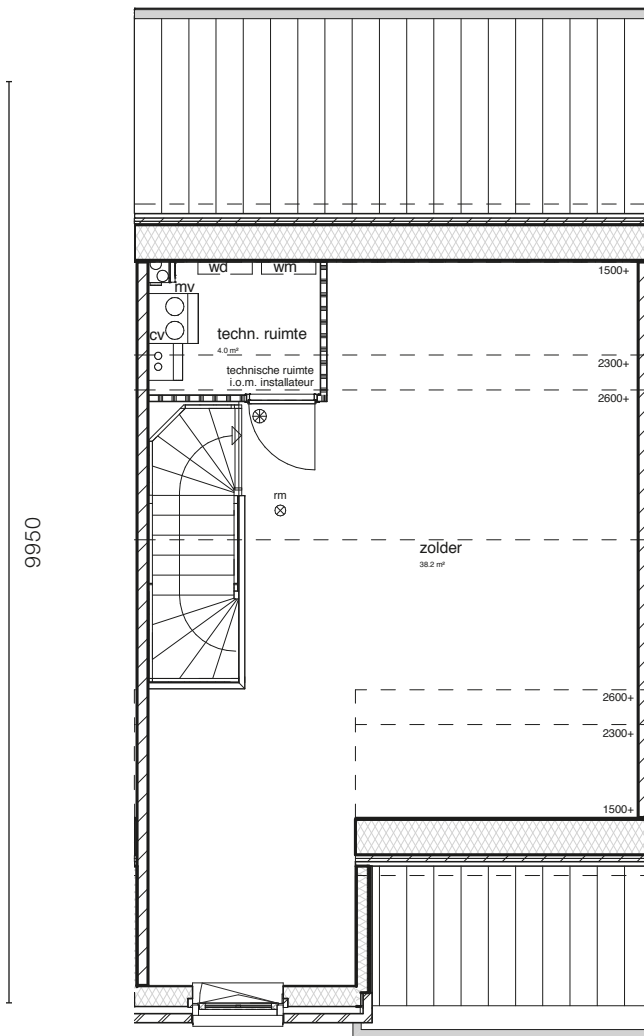 wd
wm
1500+
mv
cv
techn. ruimte
4.0 m²
2300+
technische ruimte
i.o.m. installateur
2600+
rm
9950
zolder
38.2 m²
2600+
2300+
1500+